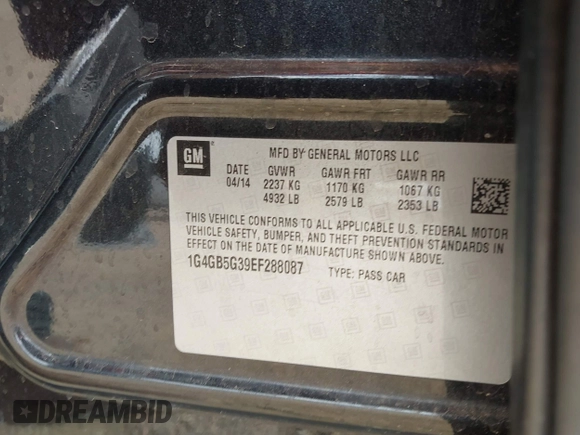 GM
MFD BY GENERAL MOTORS LLC
DATE GVWR GAWR FRT GAWR RR
04/14 2237 KG 1170 KG 1067 KG
4932 LB 2579 LB 2353 LB
THIS VEHICLE CONFORMS TO ALL APPLICABLE U.S. FEDERAL MOTOR
VEHICLE SAFETY, BUMPER, AND THEFT PREVENTION STANDARDS IN
EFFECT ON THE DATE OF MANUFACTURE SHOWN ABOVE.
1G4GB5G39EF288087 TYPE: PASS CAR
DREAMBID